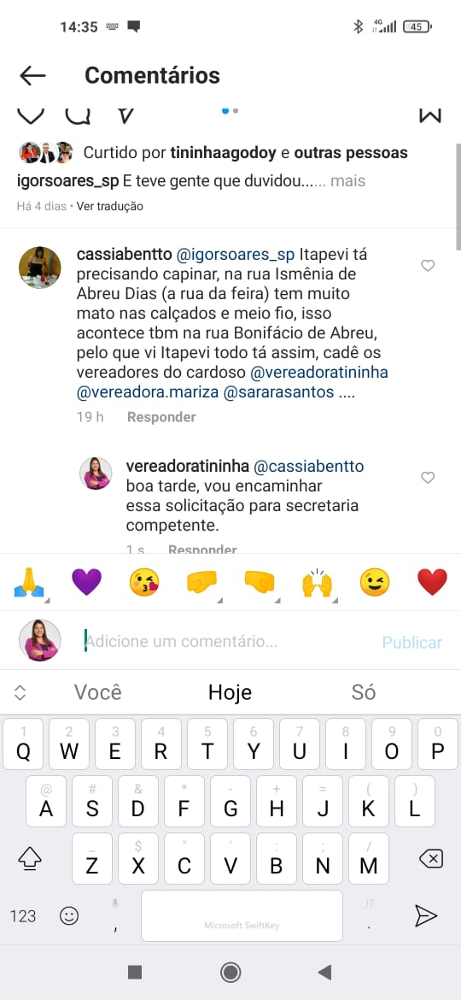 14:35
4G
45
Comentários
Curtido por tininhaagodoy e outras pessoas
igorsoares_sp E teve gente que duvidou...... mais
Há 4 dias • Ver tradução
cassiabentto @igorsoares_sp Itapevi tá
precisando capinar, na rua Ismênia de
Abreu Dias (a rua da feira) tem muito
mato nas calçados e meio fio, isso
acontece tbm na rua Bonifácio de Abreu,
pelo que vi Itapevi todo tá assim, cadê os
vereadores do cardoso @vereadoratininha
@vereadora.mariza @sararasantos ....
19 h Responder
vereadoratininha @cassiabentto
boa tarde, vou encaminhar
essa solicitação para secretaria
competente.
1 s Responder
Adicione um comentário... Publicar
Você Hoje Só
1 2 3 4 5 6 7 8 9 0
Q W E R T Y U I O P
@ # & * - + = ( )
A S D F G H J K L
_ $ " ' : ; /
Z X C V B N M
123 , Microsoft SwiftKey .
,!?